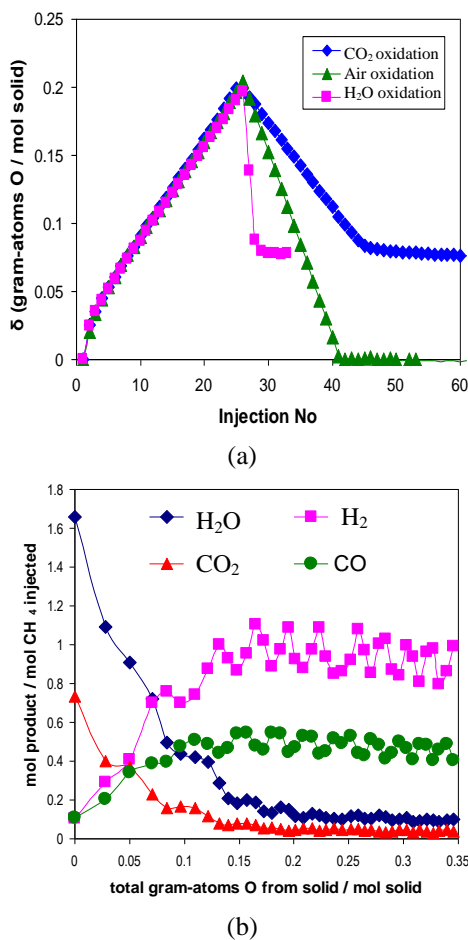 (a)
0.25
0.2
0.15
0.1
0.05
0
δ (gram-atoms O / mol solid)
CO₂ oxidation
Air oxidation
H₂O oxidation
0 10 20 30 40 50 60
Injection No
(a)
(b)
1.8
1.6
1.4
1.2
1
0.8
0.6
0.4
0.2
0
mol product / mol CH ₄ injected
H₂O H₂
CO₂ CO
0 0.05 0.1 0.15 0.2 0.25 0.3 0.35
total gram-atoms O from solid / mol solid
(b)